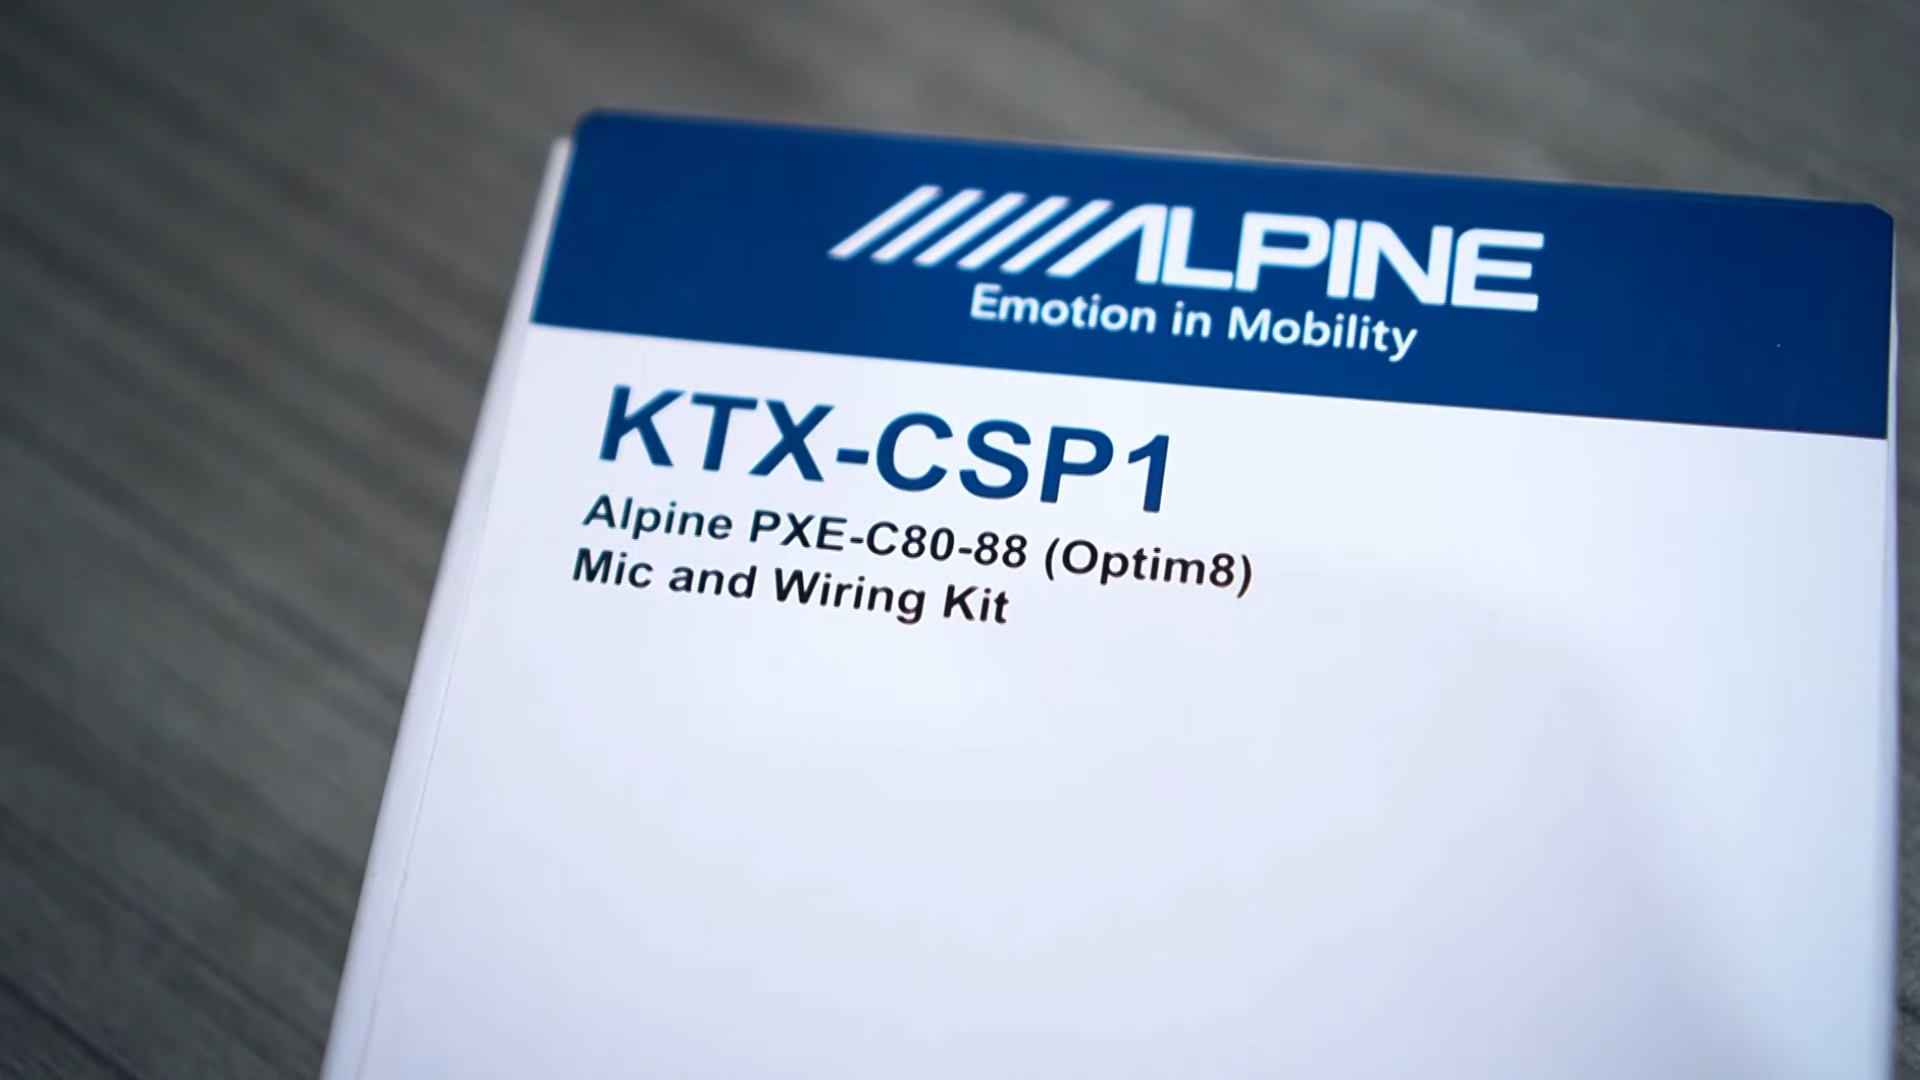 ALPINE
Emotion in Mobility
KTX-CSP1
Alpine PXE-C80-88 (Optim8)
Mic and Wiring Kit